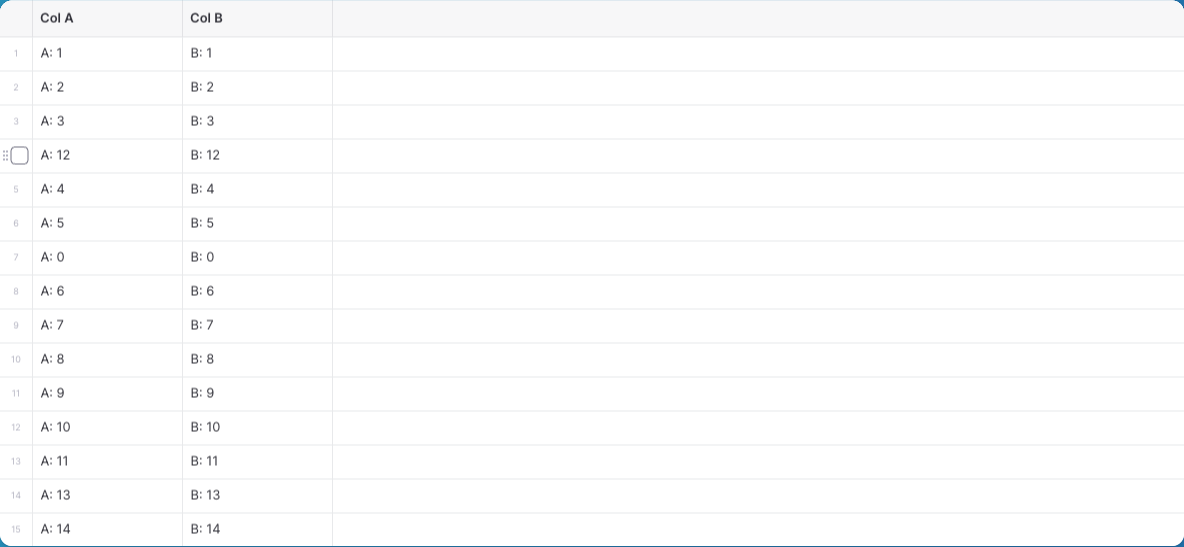 Col A Col B
1 A: 1 B: 1
2 A: 2 B: 2
3 A: 3 B: 3
A: 12 B: 12
5 A: 4 B: 4
6 A: 5 B: 5
7 A: 0 B: 0
8 A: 6 B: 6
9 A: 7 B: 7
10 A: 8 B: 8
11 A: 9 B: 9
12 A: 10 B: 10
13 A: 11 B: 11
14 A: 13 B: 13
15 A: 14 B: 14